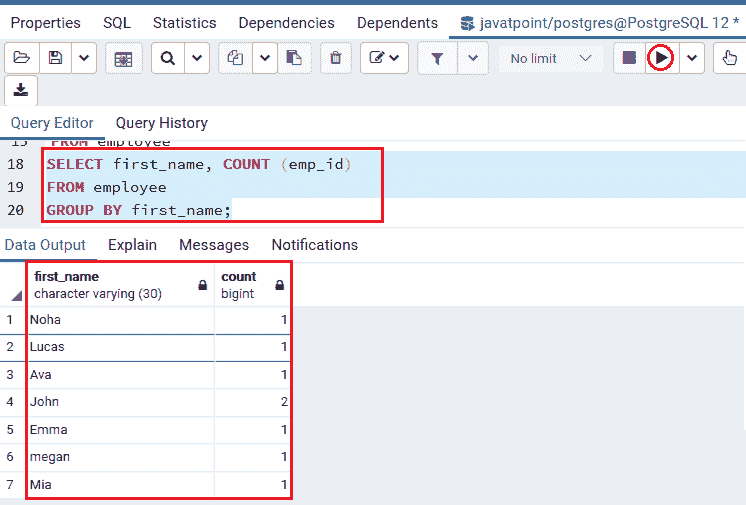 Properties SQL Statistics Dependencies Dependents javatpoint/postgres@PostgreSQL 12 *
No limit
Query Editor Query History
FROM employee
18 SELECT first_name, COUNT (emp_id)
19 FROM employee
20 GROUP BY first_name;
Data Output Explain Messages Notifications
first_name count
character varying (30) bigint
1 Noha 1
2 Lucas 1
3 Ava 1
4 John 2
5 Emma 1
6 megan 1
7 Mia 1